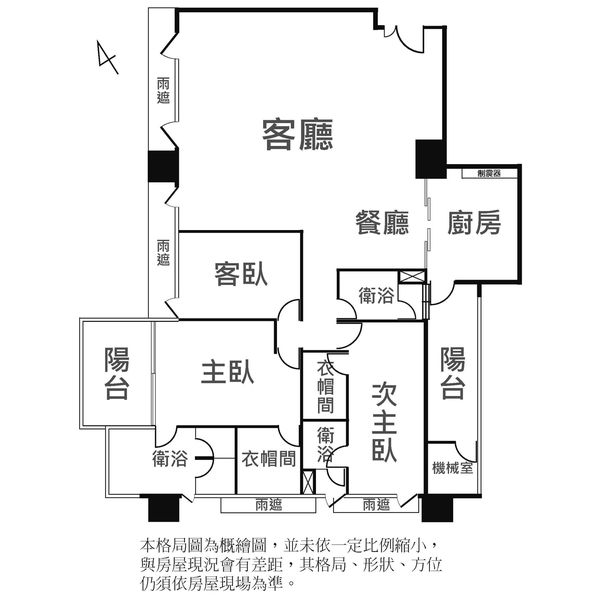 雨遮
客廳
制震器
餐廳
廚房
雨遮
客臥
衛浴
陽台
主臥
衣帽間
次主臥
陽台
衛浴
衣帽間
衛浴
機械室
雨遮
雨遮
本格局圖為概繪圖，並未依一定比例縮小，
與房屋現況會有差距，其格局、形狀、方位
仍須依房屋現場為準。